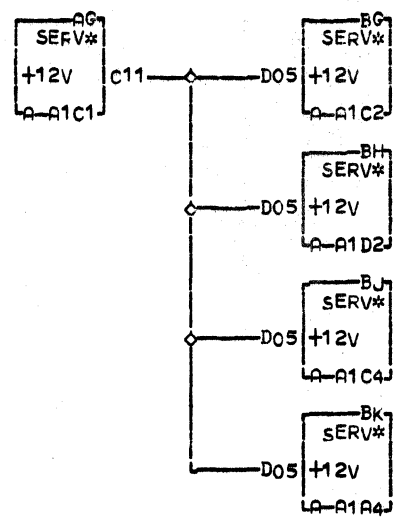 AG BG
SERV* SERV*
+12V C11 D05 +12V
A-A1C1 A-A1C2
BH
SERV*
D05 +12V
A-A1D2
BJ
SERV*
D05 +12V
A-A1C4
BK
SERV*
D05 +12V
A-A1A4